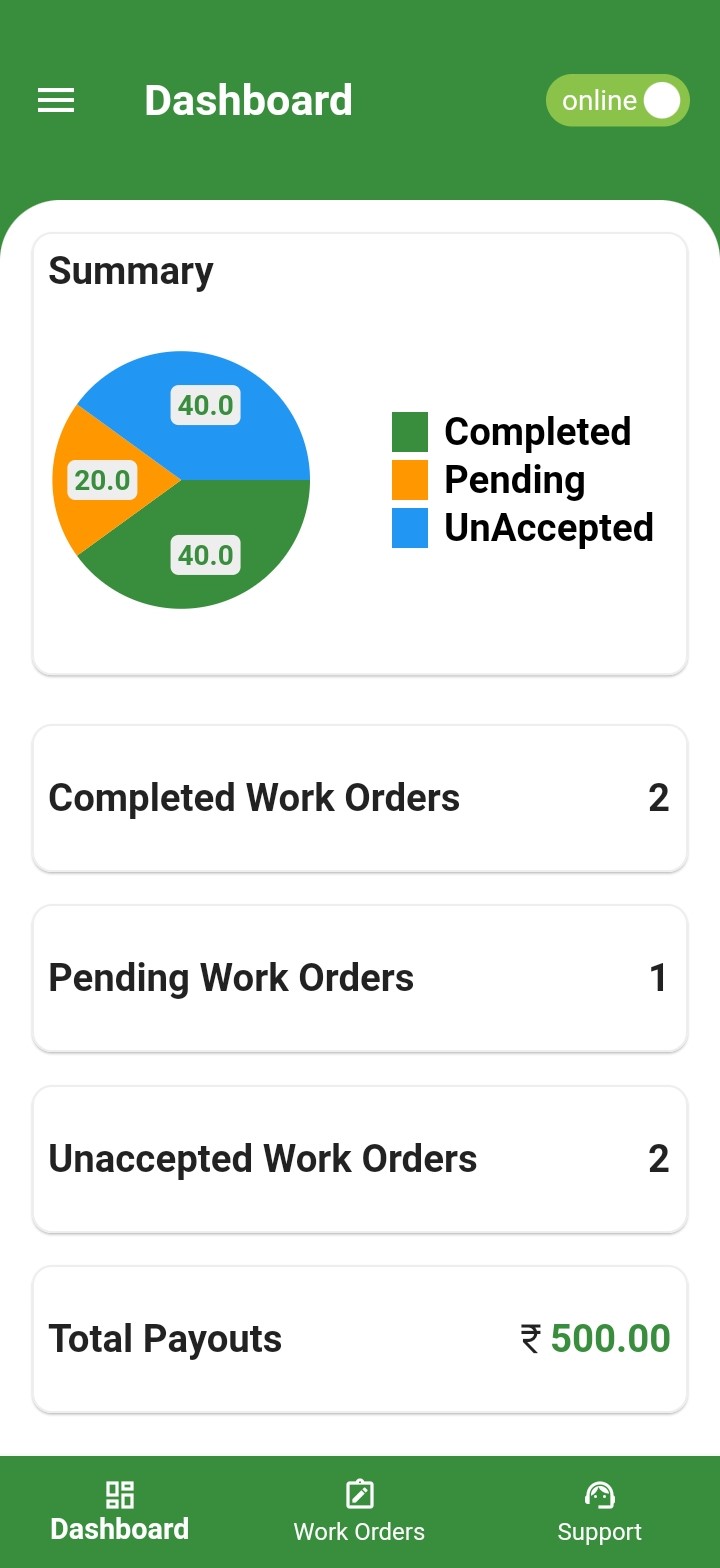 Dashboard
online
Summary
40.0
20.0
40.0
Completed
Pending
UnAccepted
Completed Work Orders 2
Pending Work Orders 1
Unaccepted Work Orders 2
Total Payouts ₹ 500.00
Dashboard Work Orders Support